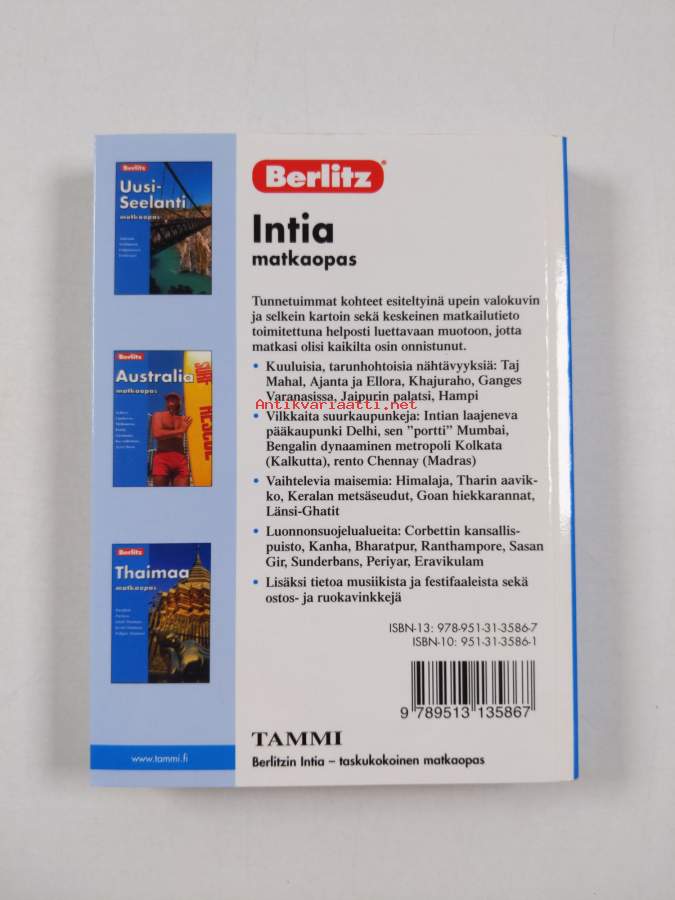 Berlitz
Uusi-
Seelanti
matkaopas
Berlitz
Australia
matkaopas
SURF
RESCUE
Berlitz
Thaimaa
matkaopas
www.tammi.fi
Berlitz®
Intia
matkaopas
Tunnetuimmat kohteet esiteltyinä upein valokuvin
ja selkein kartoin sekä keskeinen matkailutieto
toimitettuna helposti luettavaan muotoon, jotta
matkasi olisi kaikilta osin onnistunut.
• Kuuluisia, tarunhohtoisia nähtävyyksiä: Taj
Mahal, Ajanta ja Ellora, Khajuraho, Ganges
Varanasissa, Jaipurin palatsi, Hampi
Antikvariaatti.net
• Vilkkaita suurkaupunkeja: Intian laajeneva
pääkaupunki Delhi, sen "portti" Mumbai,
Bengalin dynaaminen metropoli Kolkata
(Kalkutta), rento Chennay (Madras)
• Vaihtelevia maisemia: Himalaja, Tharin aavik-
ko, Keralan metsäseudut, Goan hiekkarannat,
Länsi-Ghatit
• Luonnonsuojelualueita: Corbettin kansallis-
puisto, Kanha, Bharatpur, Ranthampore, Sasan
Gir, Sunderbans, Periyar, Eravikulam
• Lisäksi tietoa musiikista ja festifaaleista sekä
ostos- ja ruokavinkkejä
ISBN-13: 978-951-31-3586-7
ISBN-10: 951-31-3586-1
9 789513 135867
TAMMI
Berlitzin Intia – taskukokoinen matkaopas